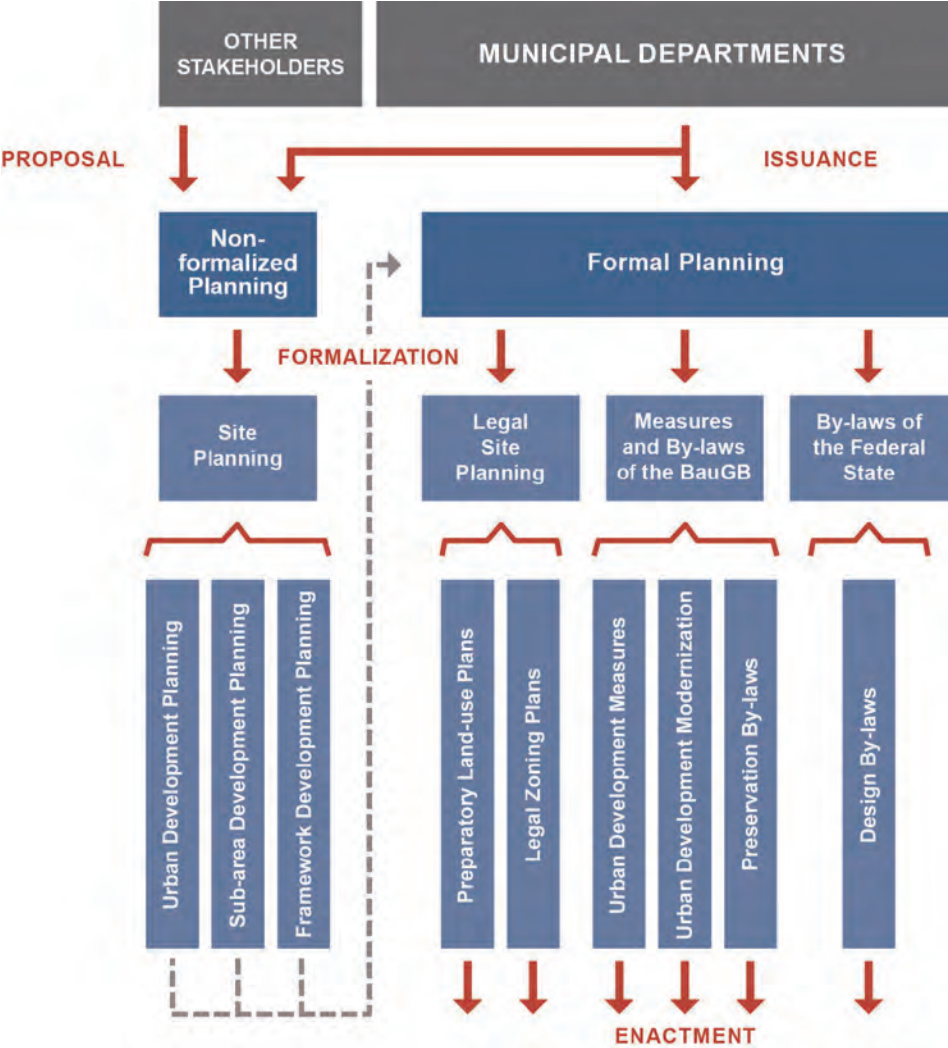 OTHER
STAKEHOLDERS
MUNICIPAL DEPARTMENTS
PROPOSAL
ISSUANCE
Non-
formalized
Planning
Formal Planning
FORMALIZATION
Site
Planning
Legal
Site
Planning
Measures
and By-laws
of the BauGB
By-laws of
the Federal
State
Urban Development Planning
Sub-area Development Planning
Framework Development Planning
Preparatory Land-use Plans
Legal Zoning Plans
Urban Development Measures
Urban Development Modernization
Preservation By-laws
Design By-laws
ENACTMENT